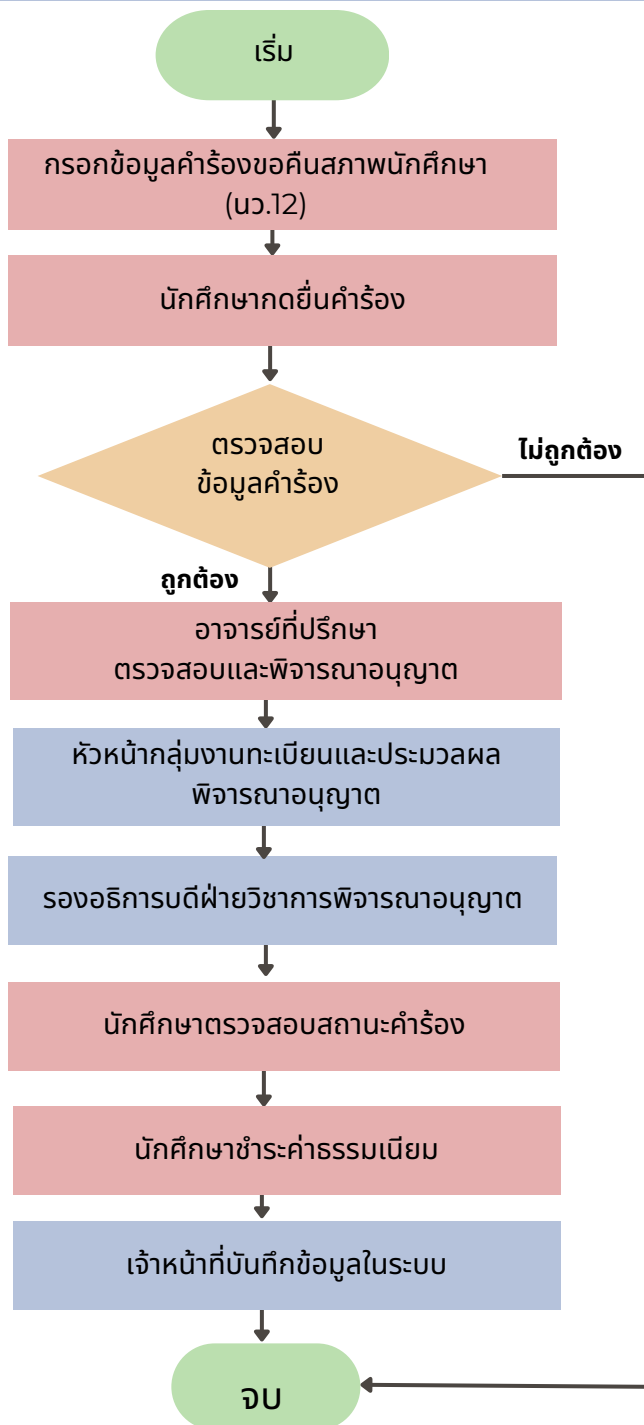 เริ่ม
กรอกข้อมูลคำร้องขอคืนสภาพนักศึกษา
(นว.12)
นักศึกษากดยื่นคำร้อง
ตรวจสอบ
ข้อมูลคำร้อง
ไม่ถูกต้อง
ถูกต้อง
อาจารย์ที่ปรึกษา
ตรวจสอบและพิจารณาอนุญาต
หัวหน้ากลุ่มงานทะเบียนและประมวลผล
พิจารณาอนุญาต
รองอธิการบดีฝ่ายวิชาการพิจารณาอนุญาต
นักศึกษาตรวจสอบสถานะคำร้อง
นักศึกษาชำระค่าธรรมเนียม
เจ้าหน้าที่บันทึกข้อมูลในระบบ
จบ